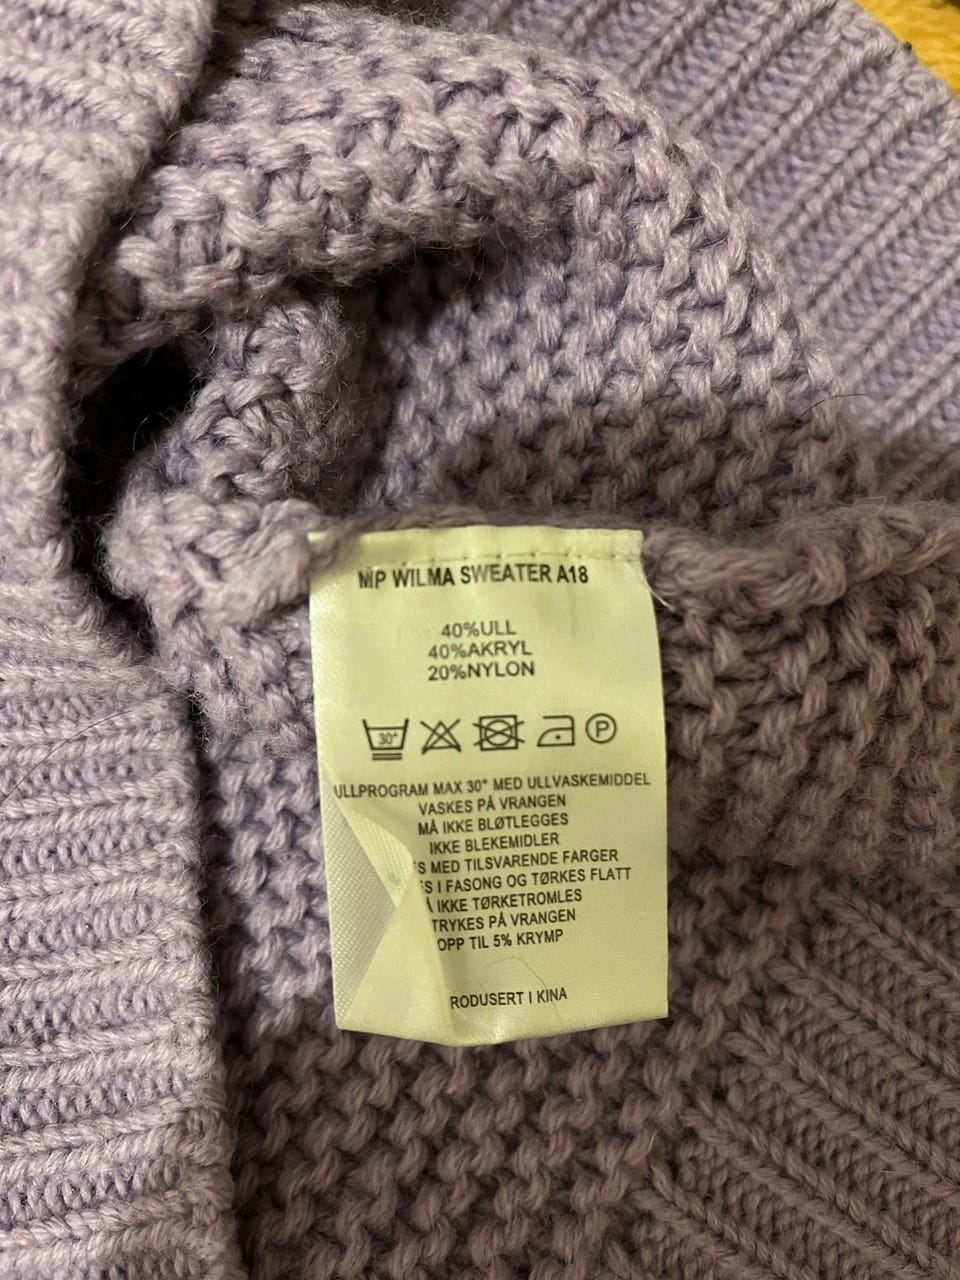 MP WILMA SWEATER A18
40%ULL
40%AKRYL
20%NYLON
30°
P
ULLPROGRAM MAX 30° MED ULLVASKEMIDDEL
VASKES PÅ VRANGEN
MÅ IKKE BLØTLEGGES
IKKE BLEKEMIDLER
S MED TILSVARENDE FARGER
S I FASONG OG TØRKES FLATT
IKKE TØRKETROMLES
TRYKES PÅ VRANGEN
OPP TIL 5% KRYMP
RODUSERT I KINA